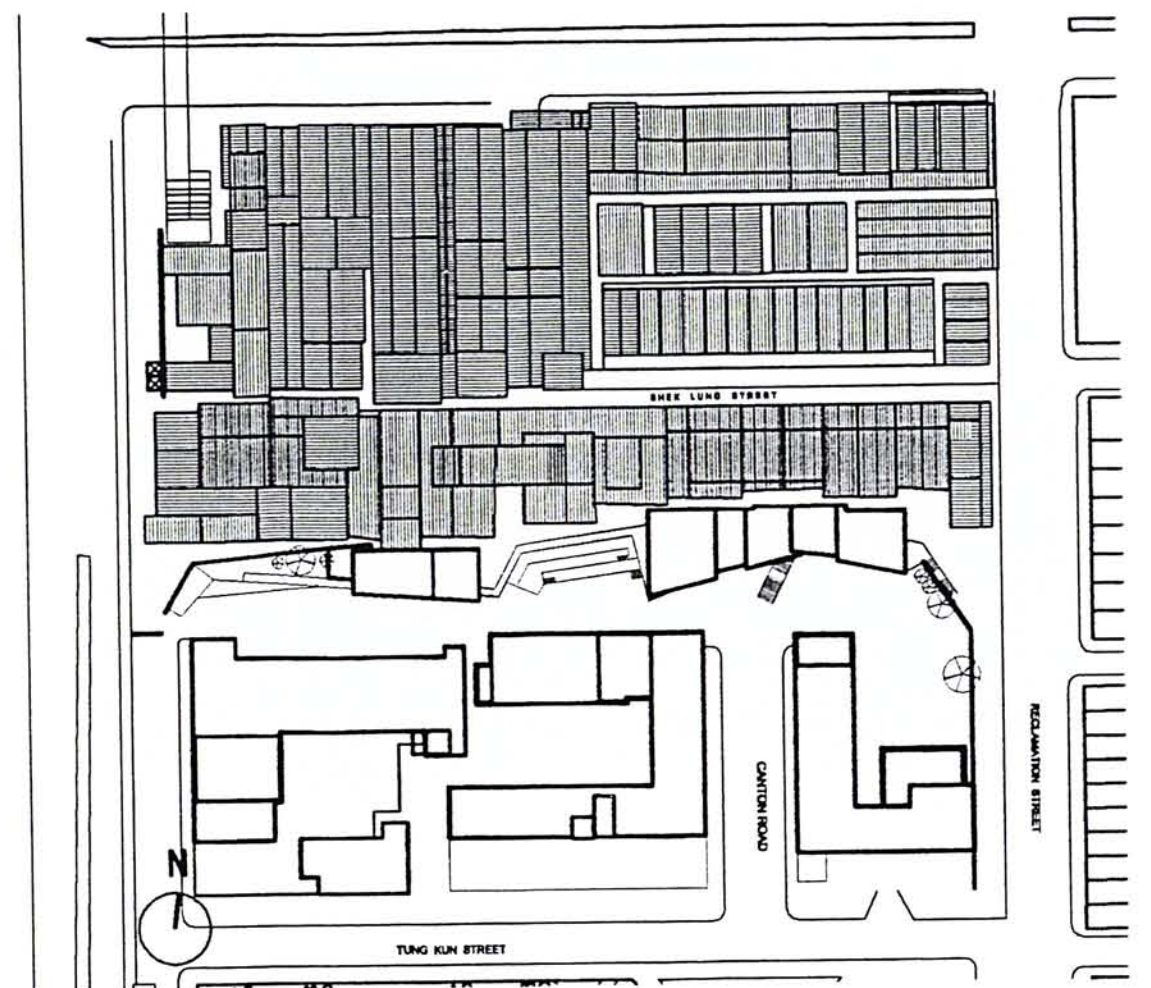 SHEK LUNG STREET
RECLAMATION STREET
CANTON ROAD
N
TUNG KUN STREET